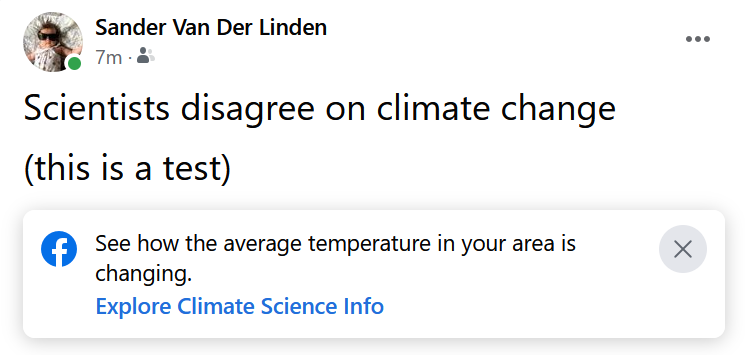 Sander Van Der Linden
7m ·
Scientists disagree on climate change
(this is a test)
See how the average temperature in your area is
changing.
Explore Climate Science Info